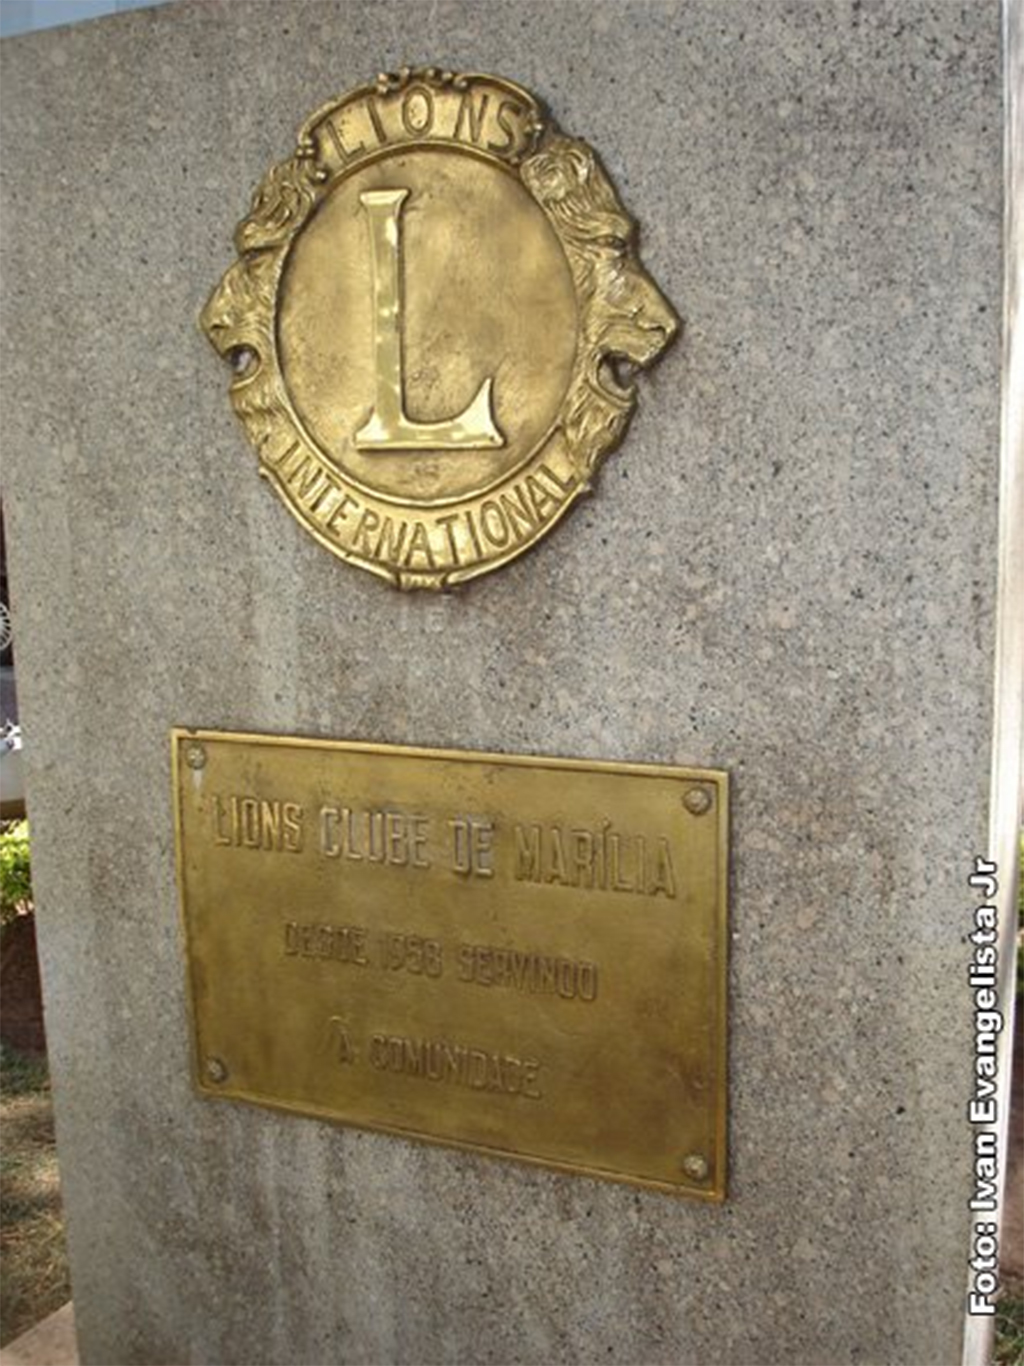 LIONS
L
INTERNATIONAL
LIONS CLUBE DE MARÍLIA
DESDE 1958 SERVINDO
À COMUNIDADE
Foto: Ivan Evangelista Jr